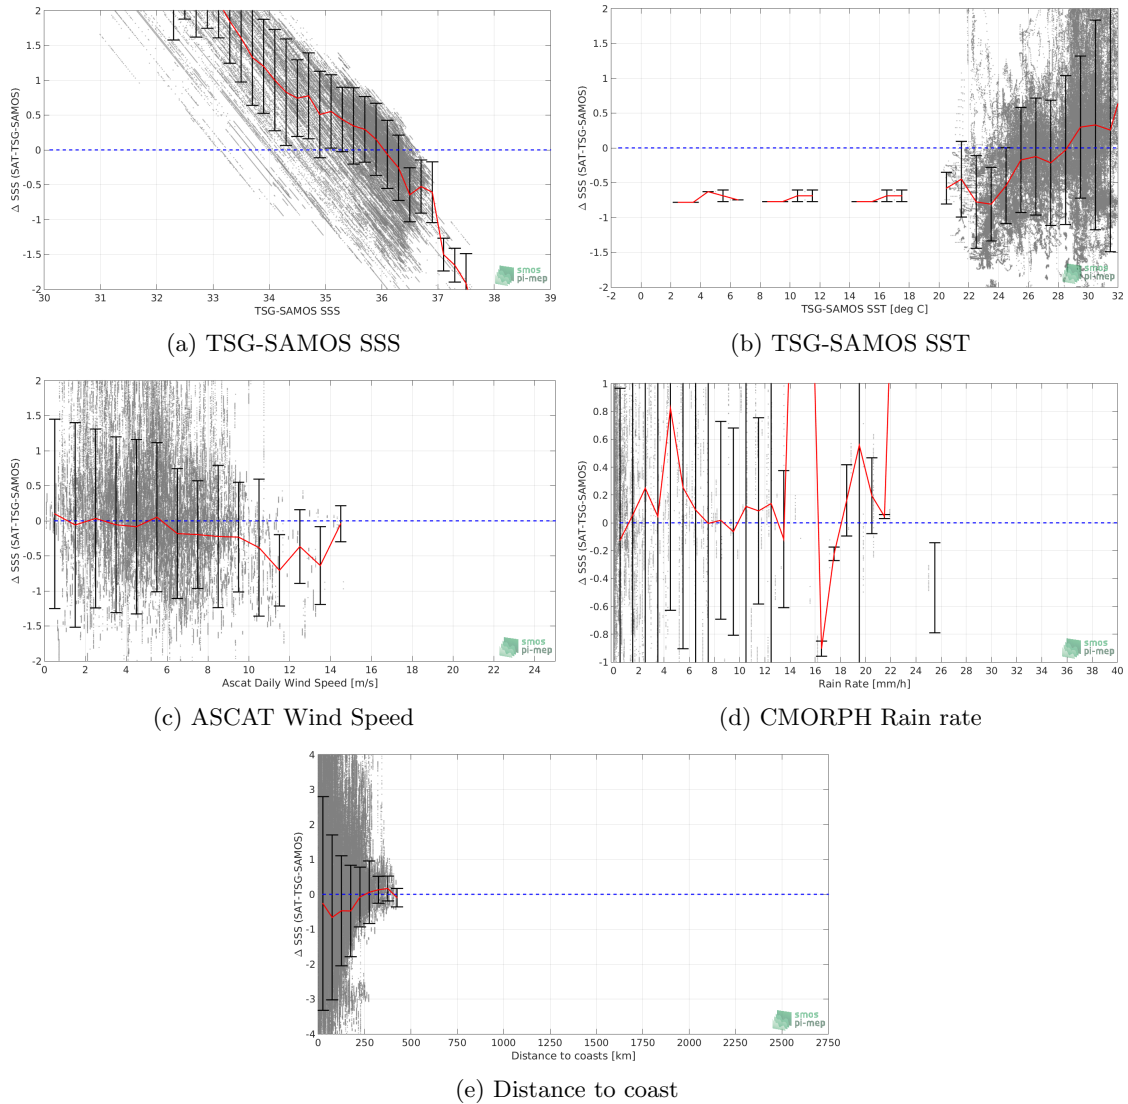 Δ SSS (SAT-TSG-SAMOS)
2
1.5
1
0.5
0
-0.5
-1
-1.5
-2
30 31 32 33 34 35 36 37 38 39
TSG-SAMOS SSS
smos
pi-mep
(a) TSG-SAMOS SSS
Δ SSS (SAT-TSG-SAMOS)
2
1.5
1
0.5
0
-0.5
-1
-1.5
-2
-2 0 2 4 6 8 10 12 14 16 18 20 22 24 26 28 30 32
TSG-SAMOS SST [deg C]
smos
pi-mep
(b) TSG-SAMOS SST
Δ SSS (SAT-TSG-SAMOS)
2
1.5
1
0.5
0
-0.5
-1
-1.5
-2
0 2 4 6 8 10 12 14 16 18 20 22 24
Ascat Daily Wind Speed [m/s]
smos
pi-mep
(c) ASCAT Wind Speed
Δ SSS (SAT-TSG-SAMOS)
1
0.8
0.6
0.4
0.2
0
-0.2
-0.4
-0.6
-0.8
-1
0 2 4 6 8 10 12 14 16 18 20 22 24 26 28 30 32 34 36 38 40
Rain Rate [mm/h]
smos
pi-mep
(d) CMORPH Rain rate
Δ SSS (SAT-TSG-SAMOS)
4
3
2
1
0
-1
-2
-3
-4
0 250 500 750 1000 1250 1500 1750 2000 2250 2500 2750
Distance to coasts [km]
smos
pi-mep
(e) Distance to coast